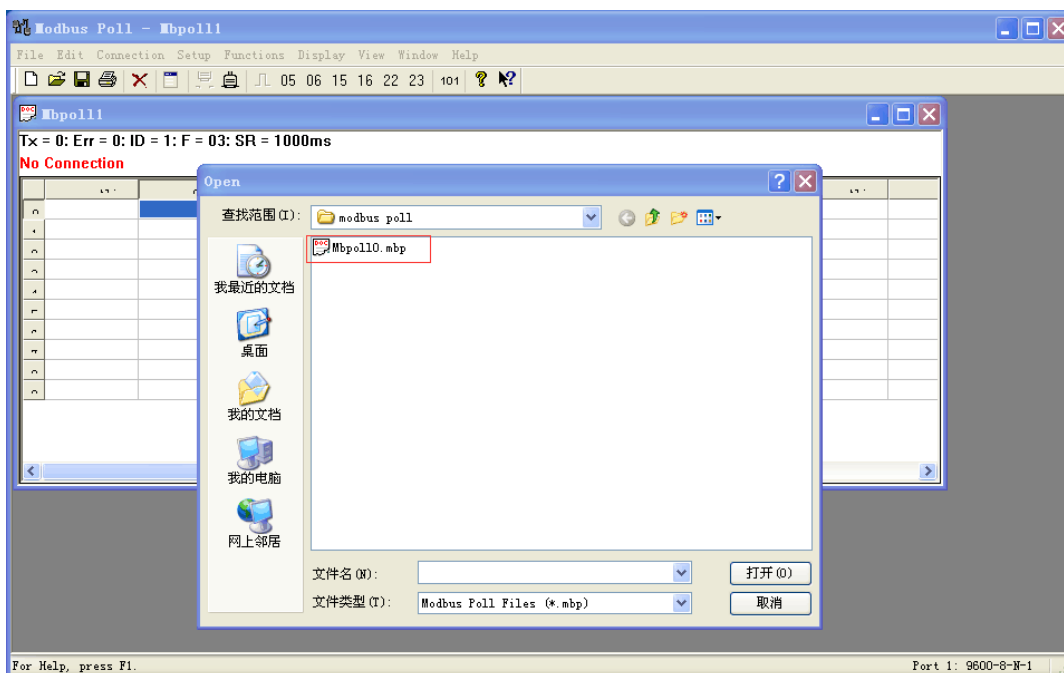 Modbus Poll - Mbpoll1
File Edit Connection Setup Functions Display View Window Help
05 06 15 16 22 23 101
Mbpoll1
Tx = 0: Err = 0: ID = 1: F = 03: SR = 1000ms
No Connection
Open
查找范围(I):
modbus poll
Mbpoll0.mbp
我最近的文档
桌面
我的文档
我的电脑
网上邻居
文件名(N):
打开(O)
文件类型(T):
Modbus Poll Files (*.mbp)
取消
For Help, press F1.
Port 1: 9600-8-N-1